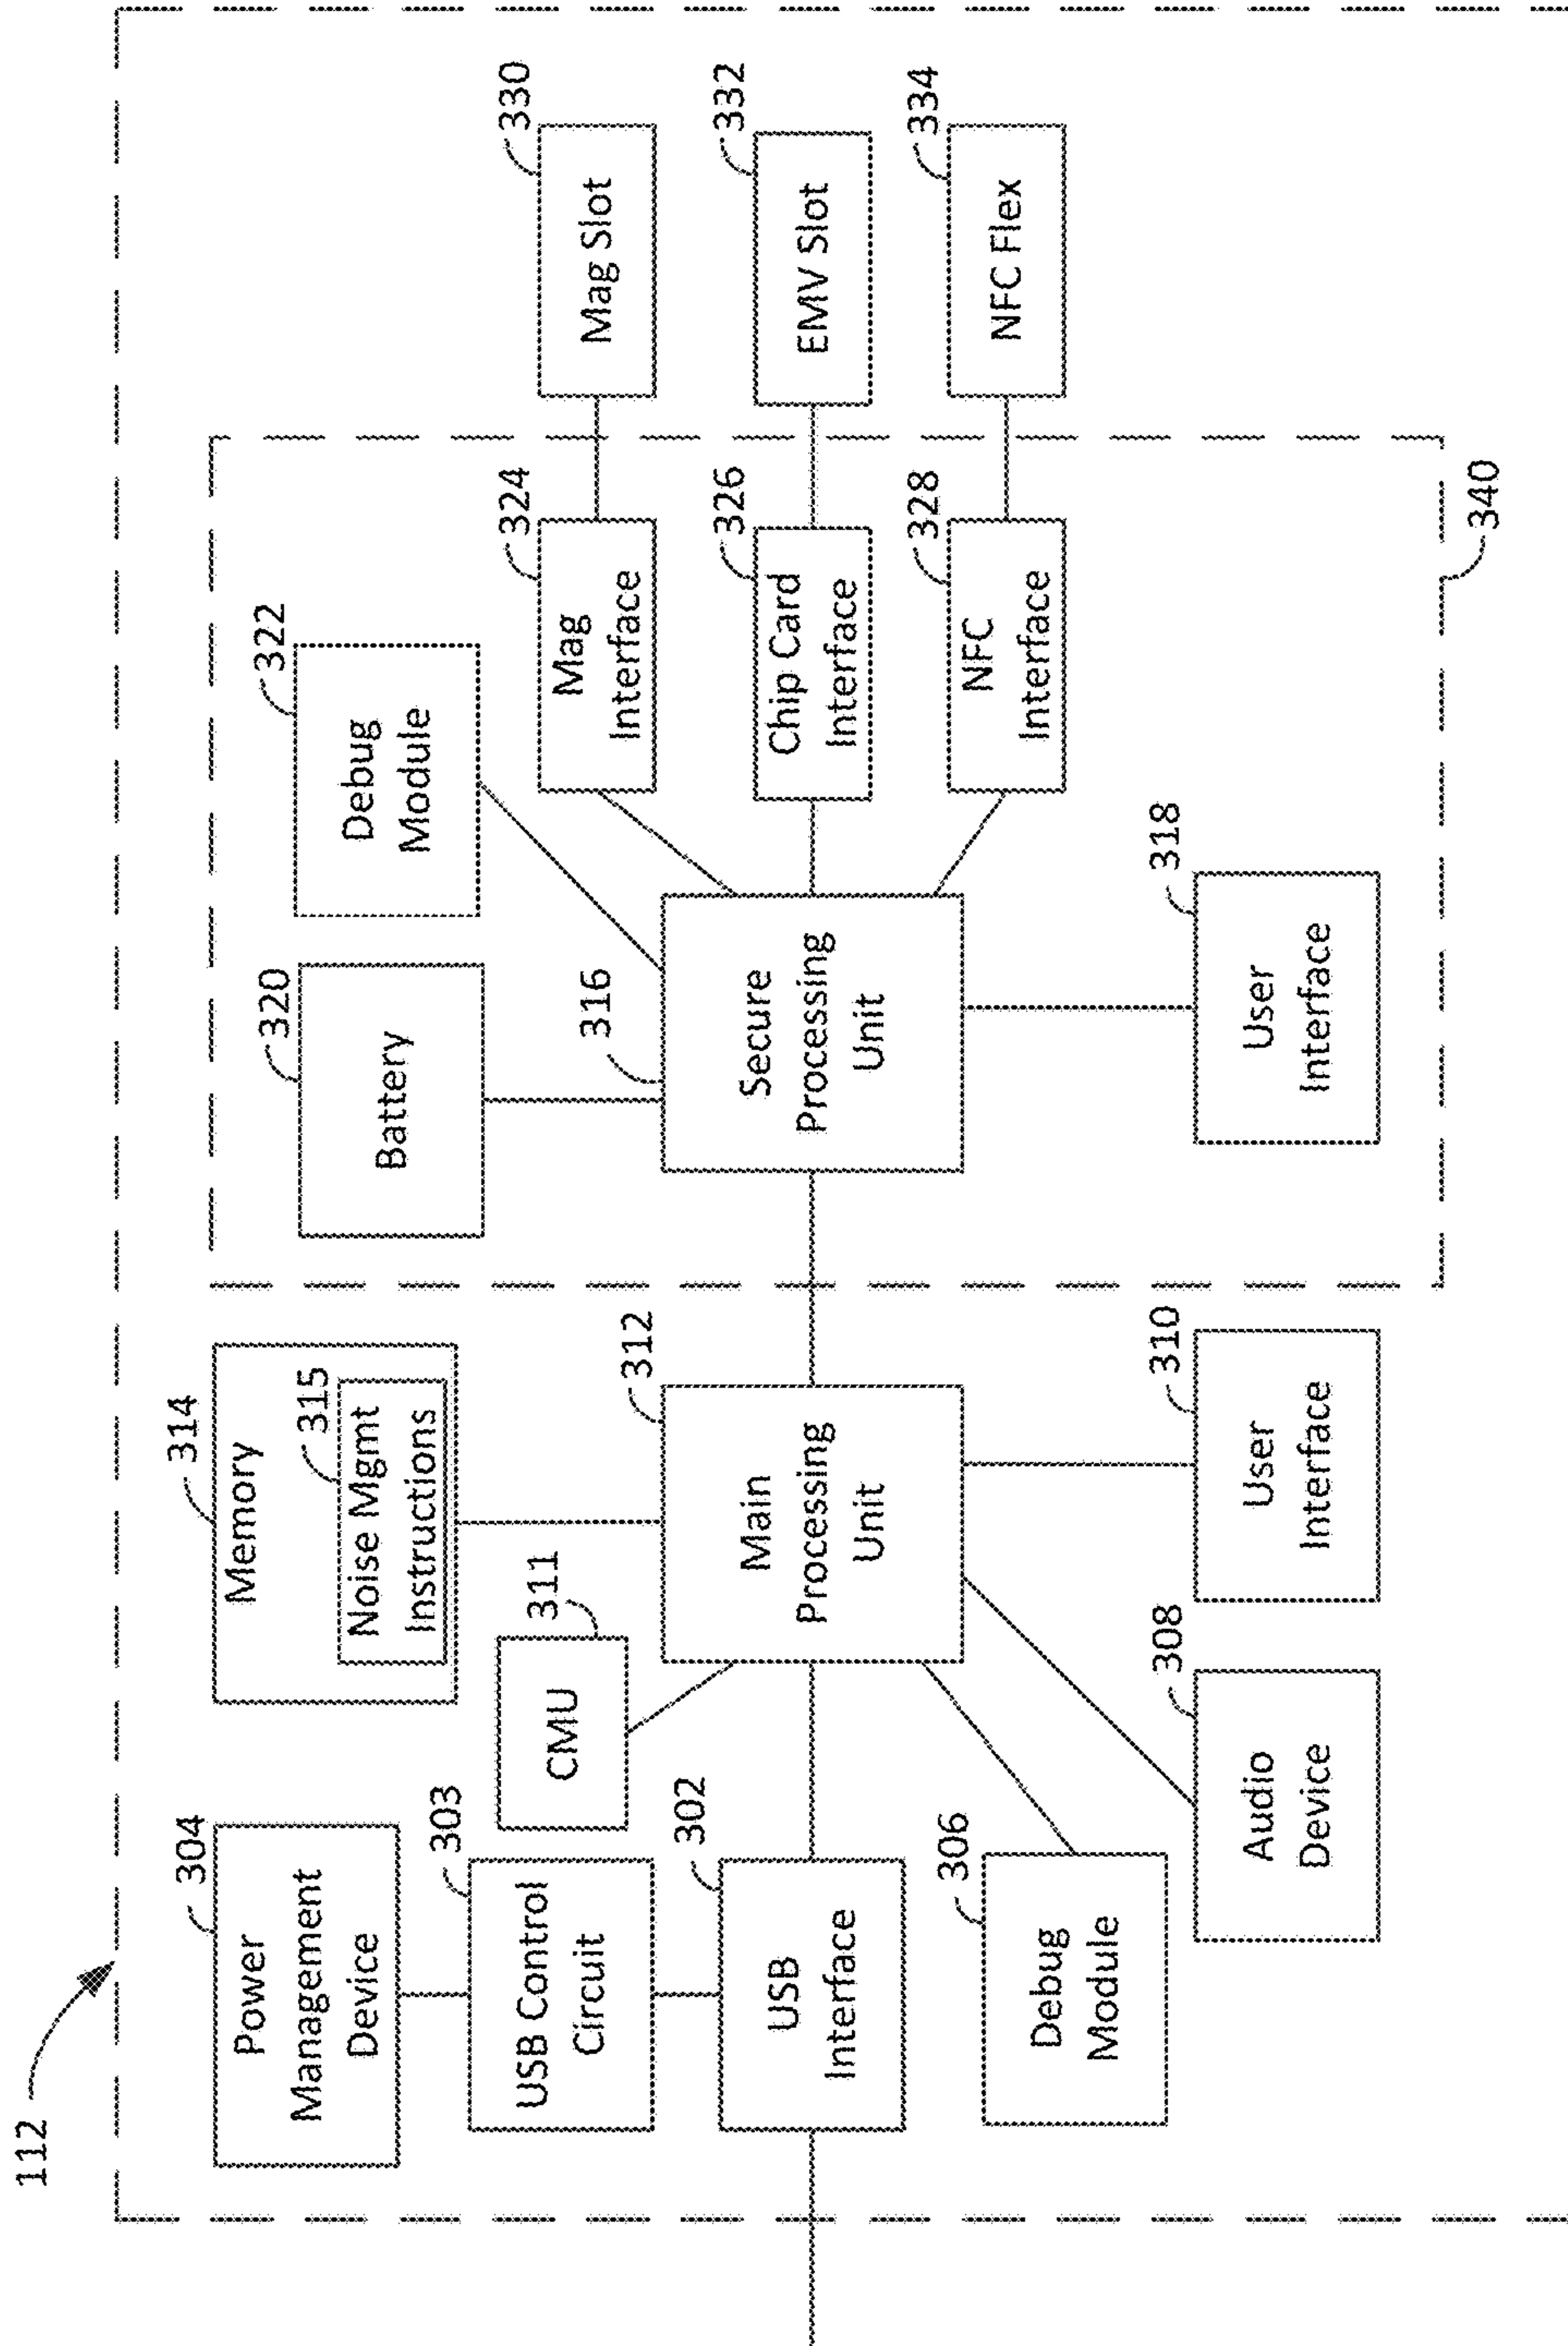 112
304
Power
Management
Device
303
USB Control
Circuit
302
USB
Interface
306
Debug
Module
308
Audio
Device
310
User
Interface
311
CMU
314
Memory
315
Noise Mgmt
Instructions
312
Main
Processing
Unit
320
Battery
316
Secure
Processing
Unit
318
User
Interface
322
Debug
Module
324
Mag
Interface
326
Chip Card
Interface
328
NFC
Interface
340
330
Mag Slot
332
EMV Slot
334
NFC Flex